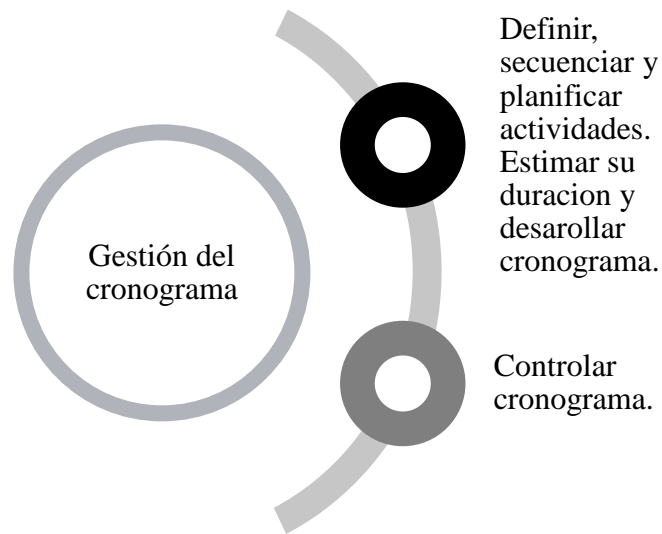 Gestión del
cronograma
Definir,
secuenciar y
planificar
actividades.
Estimar su
duracion y
desarollar
cronograma.
Controlar
cronograma.